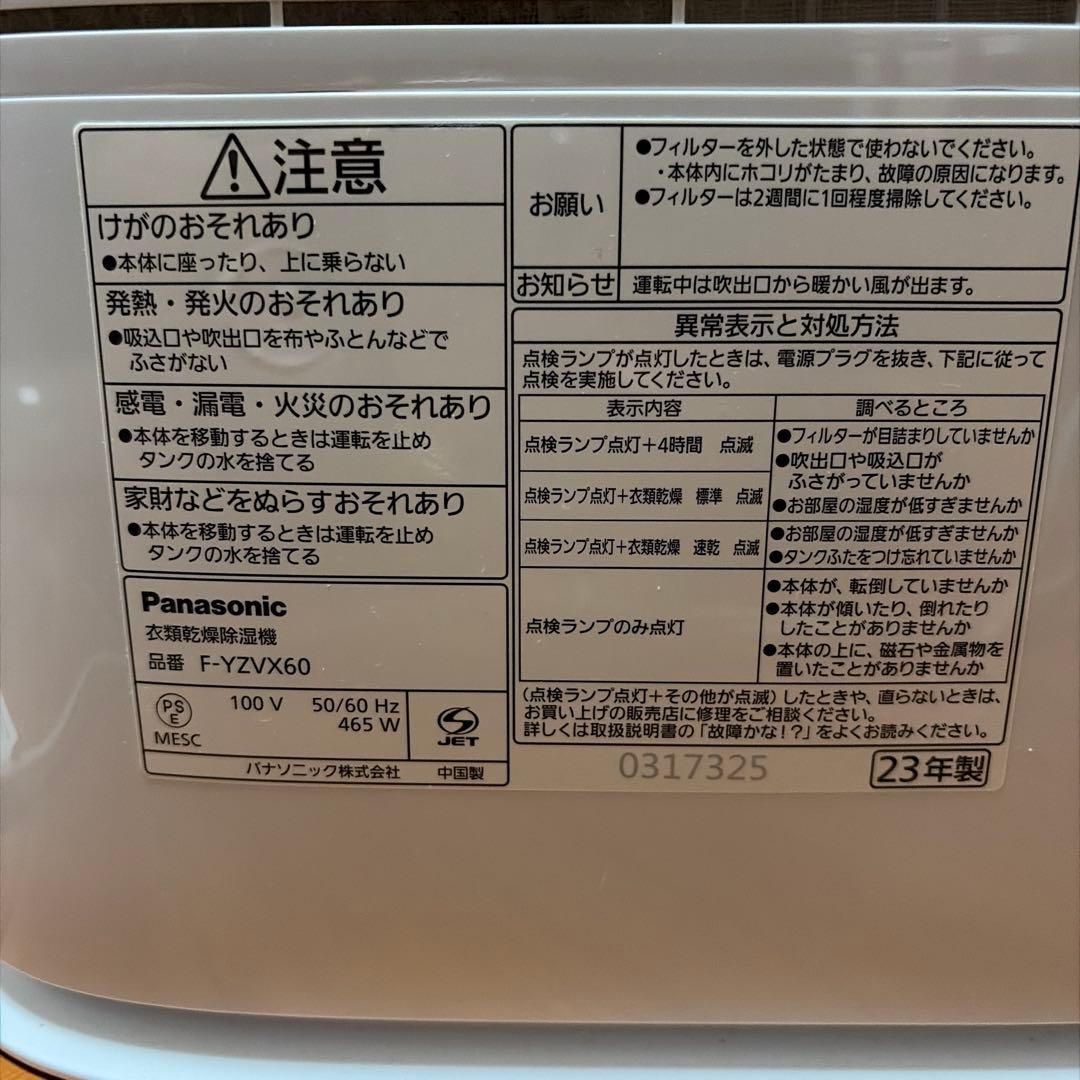 注意
けがのおそれあり
●本体に座ったり、上に乗らない
発熱・発火のおそれあり
●吸込口や吹出口を布やふとんなどで
ふさがない
感電・漏電・火災のおそれあり
●本体を移動するときは運転を止め
タンクの水を捨てる
家財などをぬらすおそれあり
●本体を移動するときは運転を止め
タンクの水を捨てる
Panasonic
衣類乾燥除湿機
品番 F-YZVX60
PS
E
MESC
100 V 50/60 Hz
465 W
JET
パナソニック株式会社 中国製
お願い
●フィルターを外した状態で使わないでください。
・本体内にホコリがたまり、故障の原因になります。
●フィルターは2週間に1回程度掃除してください。
お知らせ 運転中は吹出口から暖かい風が出ます。
異常表示と対処方法
点検ランプが点灯したときは、電源プラグを抜き、下記に従って
点検を実施してください。
表示内容 調べるところ
点検ランプ点灯+4時間 点滅
点検ランプ点灯+衣類乾燥 標準 点滅
●フィルターが目詰まりしていませんか
●吹出口や吸込口が
ふさがっていませんか
●お部屋の湿度が低すぎませんか
点検ランプ点灯+衣類乾燥 速乾 点滅
●お部屋の湿度が低すぎませんか
●タンクふたをつけ忘れていませんか
点検ランプのみ点灯
●本体が、転倒していませんか
●本体が傾いたり、倒れたり
したことがありませんか
●本体の上に、磁石や金属物を
置いたことがありませんか
(点検ランプ点灯+その他が点滅)したときや、直らないときは、
お買い上げの販売店に修理をご相談ください。
詳しくは取扱説明書の「故障かな!?」をよくお読みください。
0317325
23年製